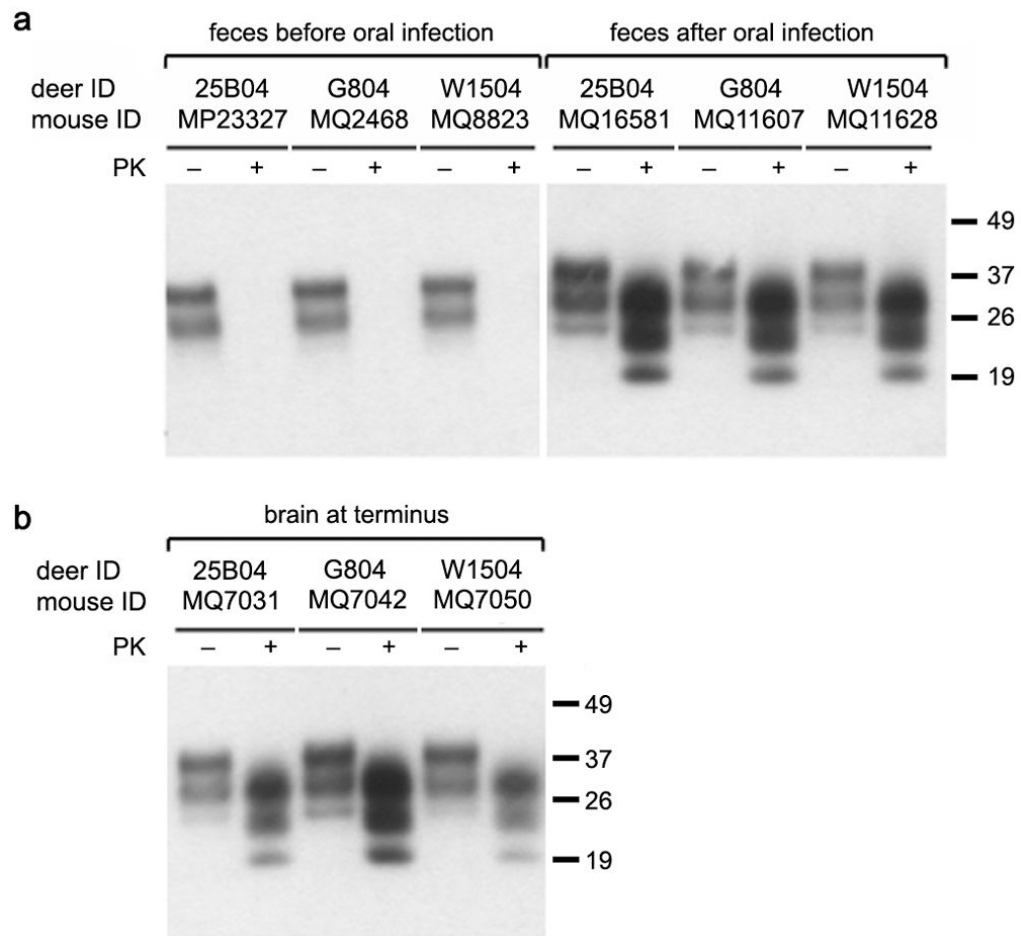 a
feces before oral infection feces after oral infection
deer ID 25B04 G804 W1504 25B04 G804 W1504
mouse ID MP23327 MQ2468 MQ8823 MQ16581 MQ11607 MQ11628
PK – + – + – + – + – + – +
49
37
26
19
b
brain at terminus
deer ID 25B04 G804 W1504
mouse ID MQ7031 MQ7042 MQ7050
PK – + – + – +
49
37
26
19